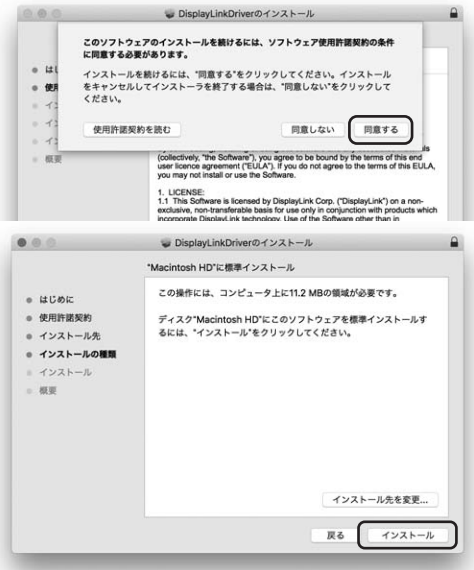 DisplayLinkDriverのインストール
このソフトウェアのインストールを続けるには、ソフトウェア使用許諾契約の条件
に同意する必要があります。
インストールを続けるには、"同意する"をクリックしてください。インストール
をキャンセルしてインストーラを終了する場合は、"同意しない"をクリックして
ください。
使用許諾契約を読む
同意しない
同意する
概要
(collectively, "the Software"), you agree to be bound by the terms of this end
user licence agreement ("EULA"). If you do not agree to the terms of this EULA,
you may not install or use the Software.
1. LICENSE:
1.1 This Software is licensed by DisplayLink Corp. ("DisplayLink") on a non-
exclusive, non-transferable basis for use only in conjunction with products which
incorporate DisplayLink technology. Use of the Software other than in
DisplayLinkDriverのインストール
"Macintosh HD"に標準インストール
はじめに
使用許諾契約
インストール先
インストールの種類
インストール
概要
この操作には、コンピュータ上に11.2 MBの領域が必要です。
ディスク"Macintosh HD"にこのソフトウェアを標準インストールす
るには、"インストール"をクリックしてください。
インストール先を変更...
戻る
インストール